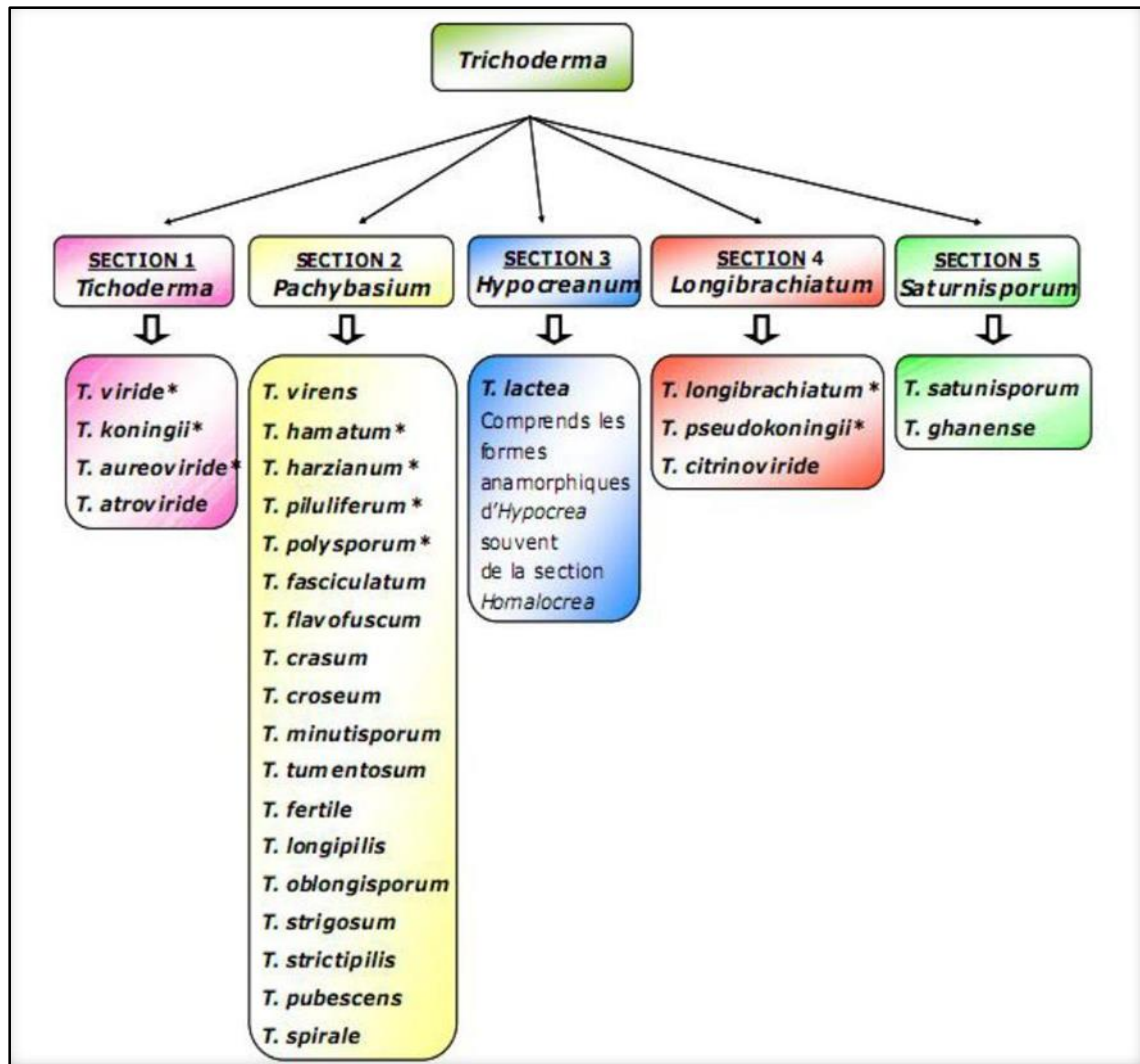 Trichoderma
SECTION 1
Tichoderma
SECTION 2
Pachybasium
SECTION 3
Hypocreanum
SECTION 4
Longibrachiatum
SECTION 5
Saturnisporum
T. viride*
T. koningii*
T. aureoviride*
T. atroviride
T. virens
T. hamatum*
T. harzianum*
T. piluliferum*
T. polysporum*
T. fasciculatum
T. flavofuscum
T. crasum
T. croseum
T. minutisporum
T. tumentosum
T. fertile
T. longipilis
T. oblongisporum
T. strigosum
T. strictipilis
T. pubescens
T. spirale
T. lactea
Comprends les
formes
anamorphiques
d'Hypocrea
souvent
de la section
Homalocrea
T. longibrachiatum*
T. pseudokoningii*
T. citrinoviride
T. satunisporum
T. ghanense